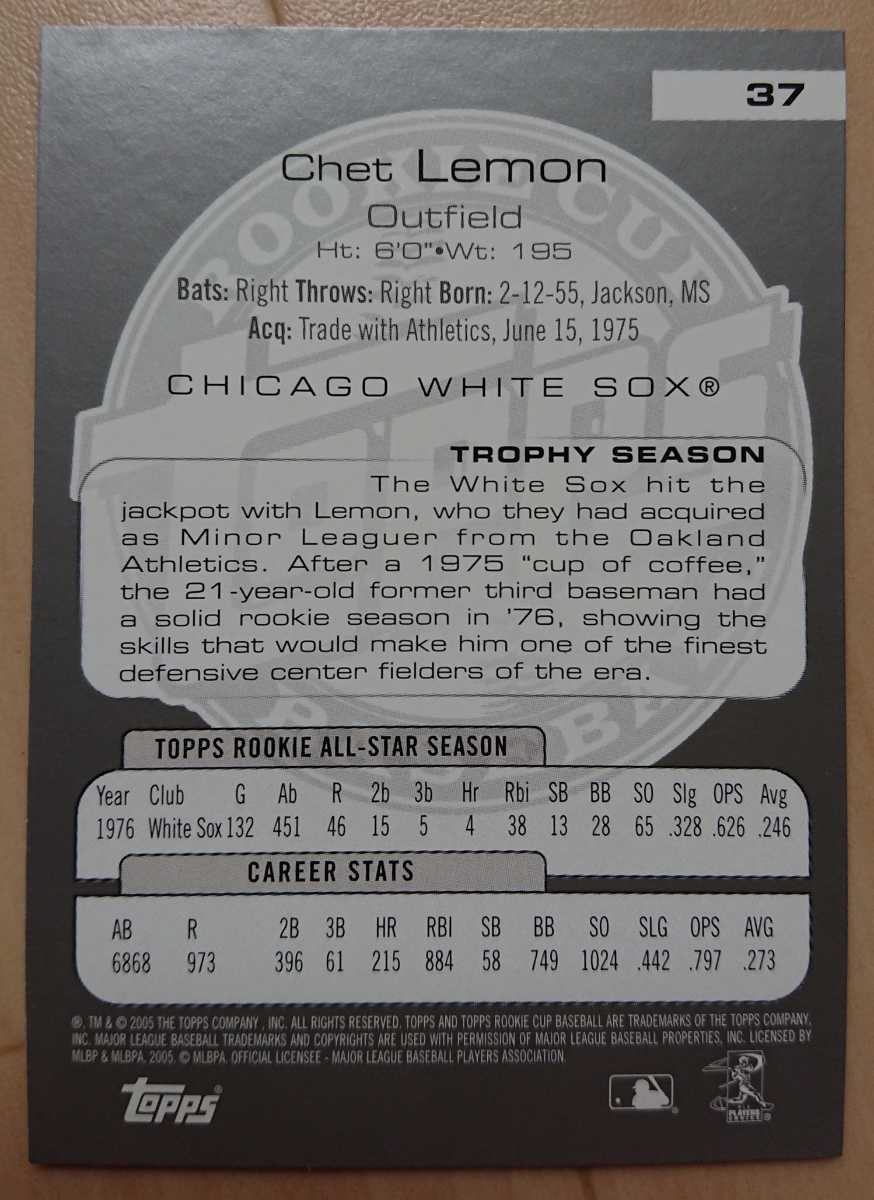 37
Chet Lemon
Outfield
Ht: 6'0"•Wt: 195
Bats: Right Throws: Right Born: 2-12-55, Jackson, MS
Acq: Trade with Athletics, June 15, 1975
CHICAGO WHITE SOX®
TROPHY SEASON
The White Sox hit the
jackpot with Lemon, who they had acquired
as Minor Leaguer from the Oakland
Athletics. After a 1975 “cup of coffee,”
the 21-year-old former third baseman had
a solid rookie season in ’76, showing the
skills that would make him one of the finest
defensive center fielders of the era.
ROOKIE CUP
Topps
TOPPS ROOKIE ALL-STAR SEASON
Year Club G Ab R 2b 3b Hr Rbi SB BB SO Slg OPS Avg
1976 White Sox 132 451 46 15 5 4 38 13 28 65 .328 .626 .246
CAREER STATS
AB R 2B 3B HR RBI SB BB SO SLG OPS AVG
6868 973 396 61 215 884 58 749 1024 .442 .797 .273
®, TM & © 2005 THE TOPPS COMPANY , INC. ALL RIGHTS RESERVED. TOPPS AND TOPPS ROOKIE CUP BASEBALL ARE TRADEMARKS OF THE TOPPS COMPANY,
INC. MAJOR LEAGUE BASEBALL TRADEMARKS AND COPYRIGHTS ARE USED WITH PERMISSION OF MAJOR LEAGUE BASEBALL PROPERTIES, INC. LICENSED BY
MLBP & MLBPA, 2005. © MLBPA. OFFICIAL LICENSEE - MAJOR LEAGUE BASEBALL PLAYERS ASSOCIATION.
Topps®
PLAYERS
CHOICE®